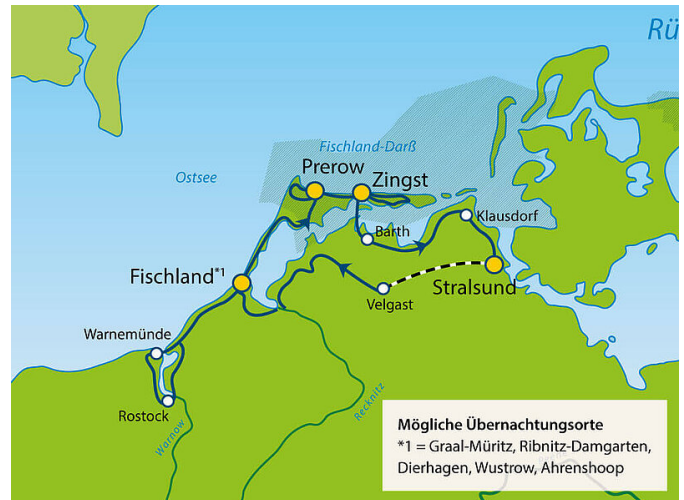 Rü
Fischland-Darß
Prerow
Ostsee
Zingst
Klausdorf
Barth
Fischland*1
Stralsund
Velgast
Warnemünde
Rostock
Recknitz
Warnow
Mögliche Übernachtungsorte
*1 = Graal-Müritz, Ribnitz-Damgarten,
Dierhagen, Wustrow, Ahrenshoop